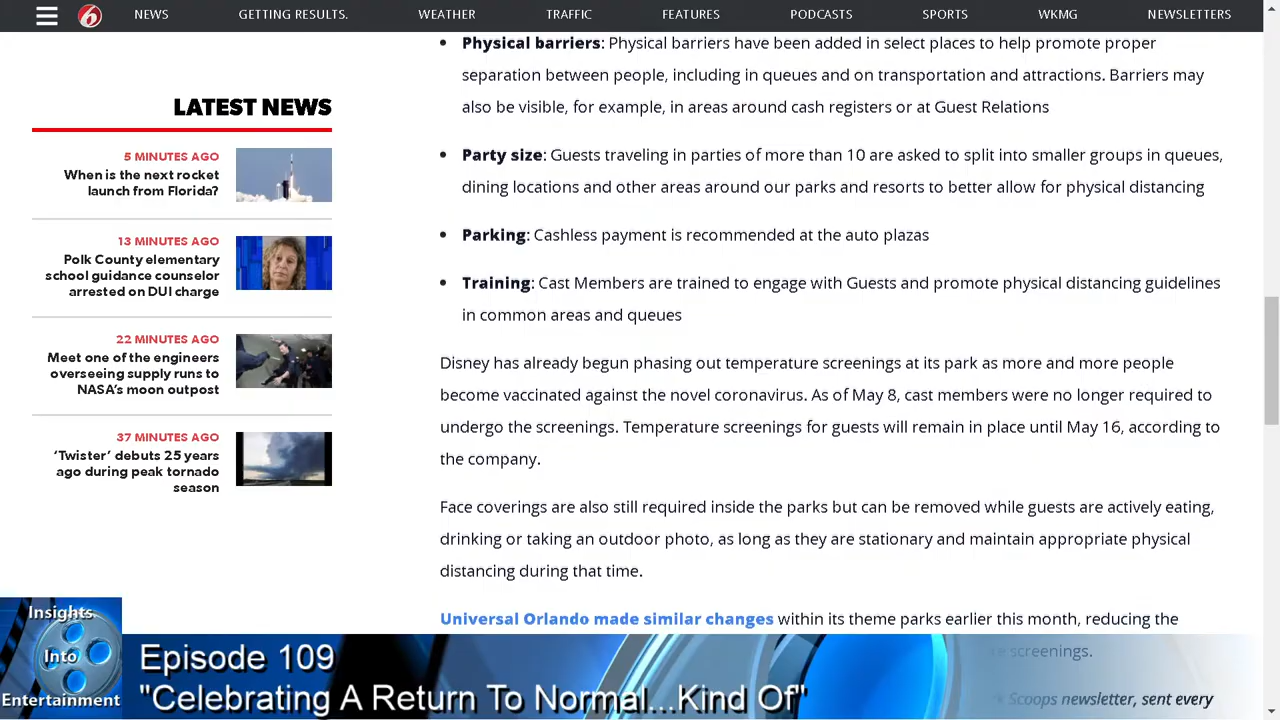 NEWS GETTING RESULTS. WEATHER TRAFFIC FEATURES PODCASTS SPORTS WKMG NEWSLETTERS
6
LATEST NEWS
5 MINUTES AGO
When is the next rocket
launch from Florida?
13 MINUTES AGO
Polk County elementary
school guidance counselor
arrested on DUI charge
22 MINUTES AGO
Meet one of the engineers
overseeing supply runs to
NASA's moon outpost
37 MINUTES AGO
‘Twister’ debuts 25 years
ago during peak tornado
season
• Physical barriers: Physical barriers have been added in select places to help promote proper
separation between people, including in queues and on transportation and attractions. Barriers may
also be visible, for example, in areas around cash registers or at Guest Relations
• Party size: Guests traveling in parties of more than 10 are asked to split into smaller groups in queues,
dining locations and other areas around our parks and resorts to better allow for physical distancing
• Parking: Cashless payment is recommended at the auto plazas
• Training: Cast Members are trained to engage with Guests and promote physical distancing guidelines
in common areas and queues
Disney has already begun phasing out temperature screenings at its park as more and more people
become vaccinated against the novel coronavirus. As of May 8, cast members were no longer required to
undergo the screenings. Temperature screenings for guests will remain in place until May 16, according to
the company.
Face coverings are also still required inside the parks but can be removed while guests are actively eating,
drinking or taking an outdoor photo, as long as they are stationary and maintain appropriate physical
distancing during that time.
Universal Orlando made similar changes within its theme parks earlier this month, reducing the
screenings.
Scoops newsletter, sent every
Insights
Into
Entertainment
Episode 109
"Celebrating A Return To Normal...Kind Of"